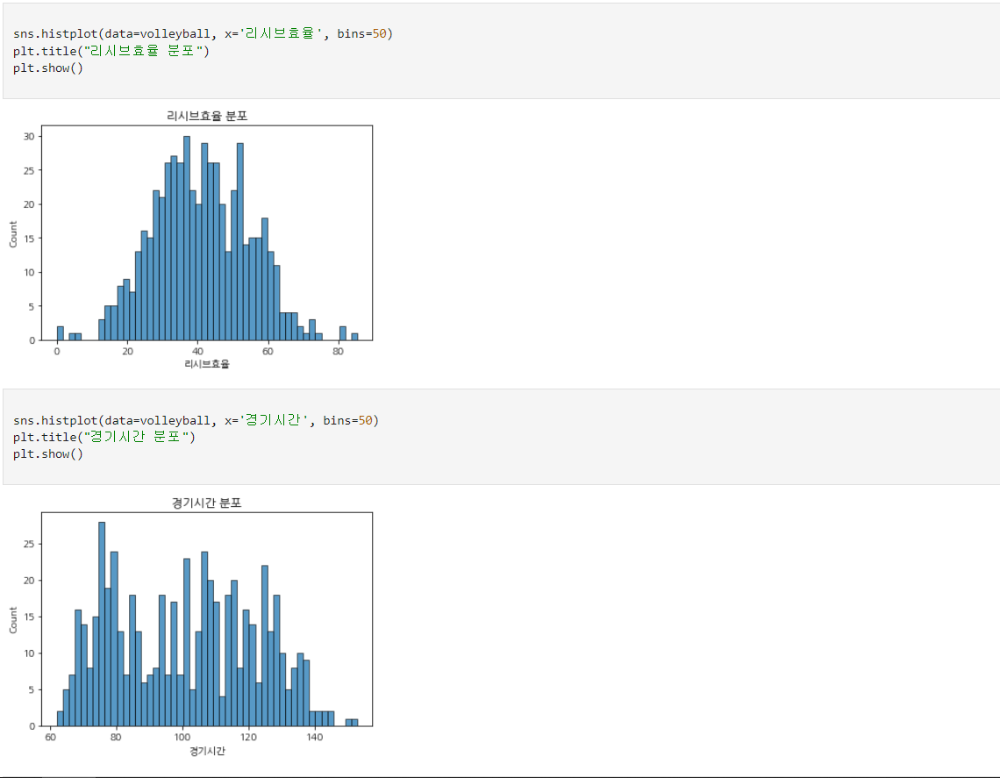 sns.histplot(data=volleyball, x='리시브효율', bins=50)
plt.title("리시브효율 분포")
plt.show()
리시브효율 분포
30
25
20
15
10
5
0
Count
0 20 40 60 80
리시브효율
sns.histplot(data=volleyball, x='경기시간', bins=50)
plt.title("경기시간 분포")
plt.show()
경기시간 분포
25
20
15
10
5
0
Count
60 80 100 120 140
경기시간